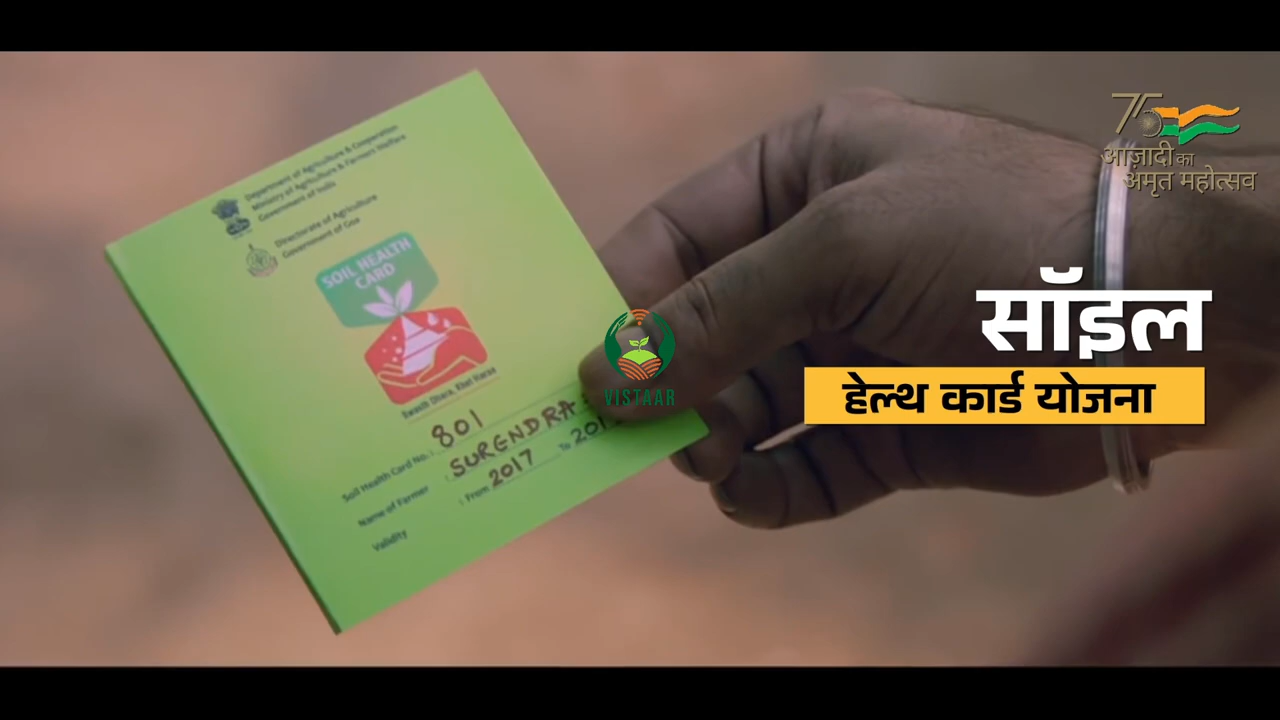 Department of Agriculture & Cooperation
Ministry of Agriculture & Farmers Welfare
Government of India
Directorate of Agriculture
Government of Goa
SOIL HEALTH
CARD
Swasth Dhara, Khet Haraa
Soil Health Card No. : 801
Name of Farmer : SURENDRA
Validity : From 2017 To
VISTAAR
75
आज़ादी का
अमृत महोत्सव
सॉइल
हेल्थ कार्ड योजना